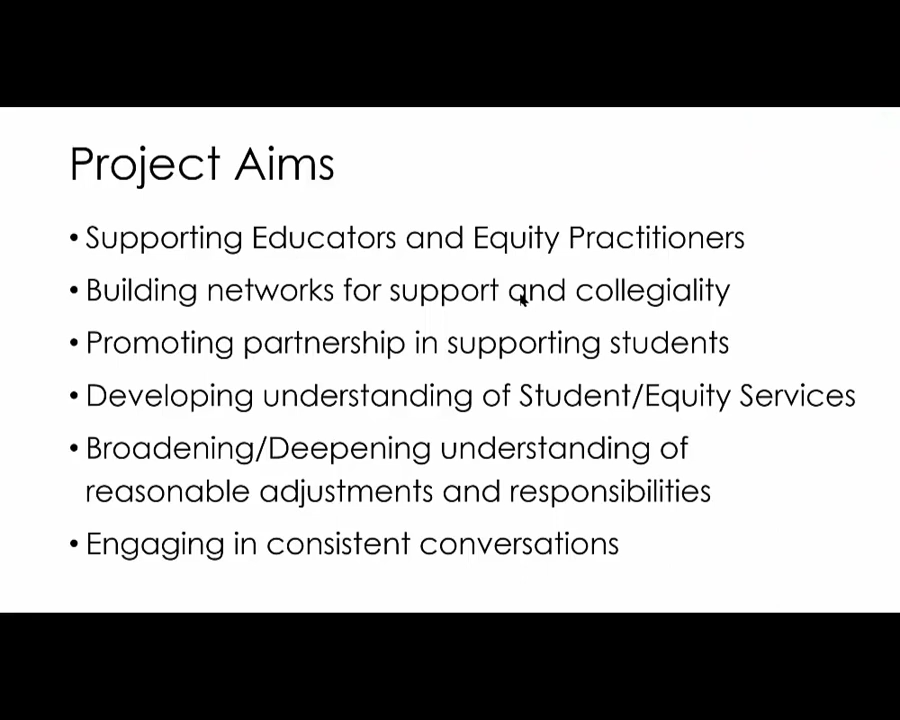 Project Aims
• Supporting Educators and Equity Practitioners
• Building networks for support and collegiality
• Promoting partnership in supporting students
• Developing understanding of Student/Equity Services
• Broadening/Deepening understanding of
reasonable adjustments and responsibilities
• Engaging in consistent conversations